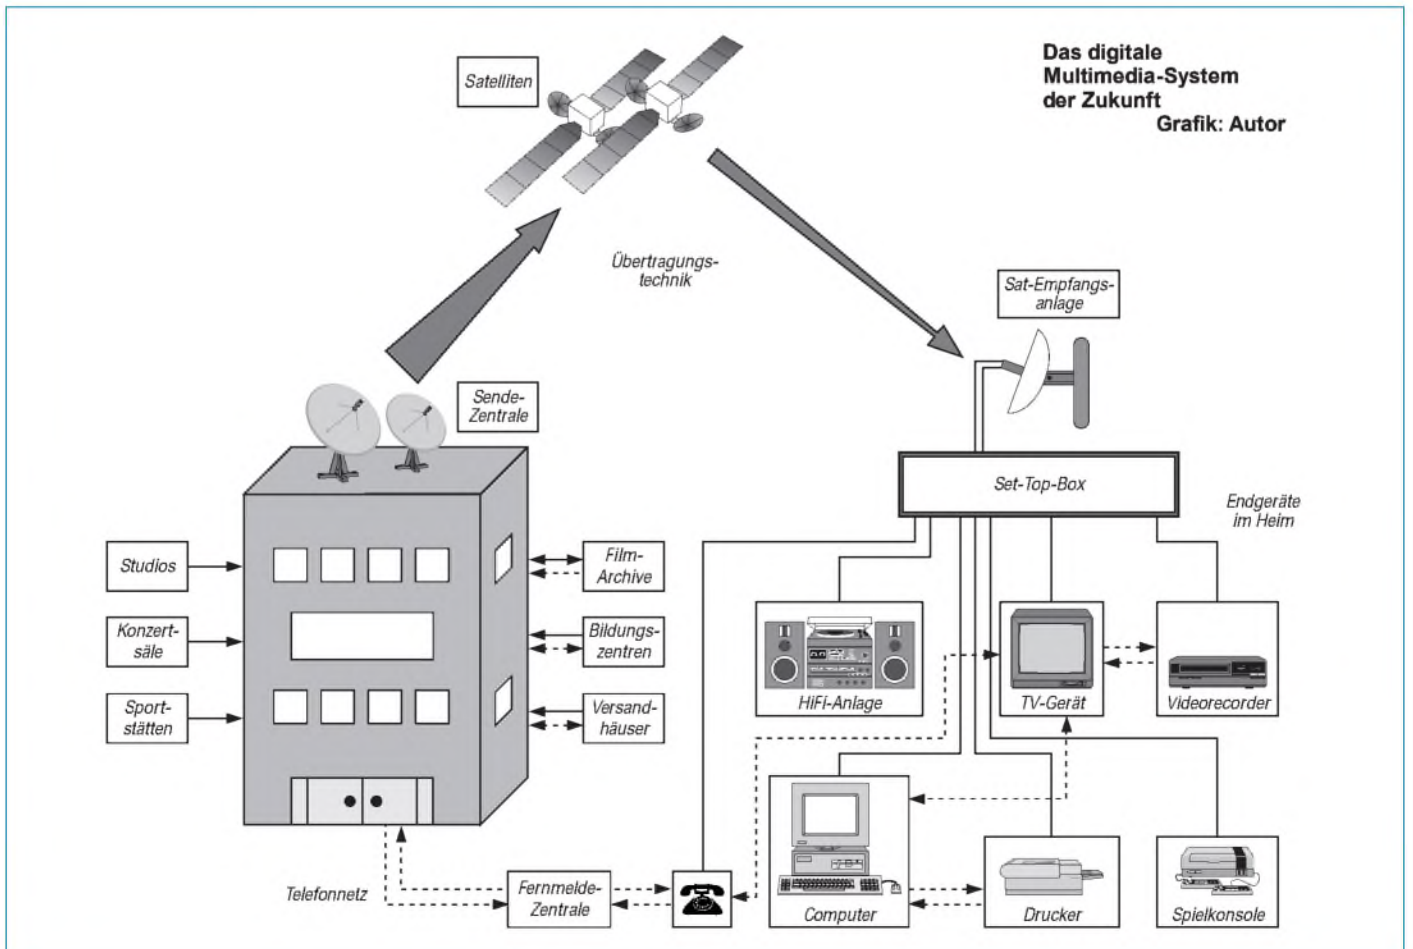 Satelliten
Das digitale
Multimedia-System
der Zukunft
Grafik: Autor
Übertragungs-
technik
Sat-Empfangs-
anlage
Sende-
Zentrale
Set-Top-Box
Endgeräte
im Heim
Studios
Film-
Archive
Konzert-
säle
Bildungs-
zentren
Sport-
stätten
Versand-
häuser
HiFi-Anlage
TV-Gerät
Videorecorder
Telefonnetz
Fernmelde-
Zentrale
Computer
Drucker
Spielkonsole